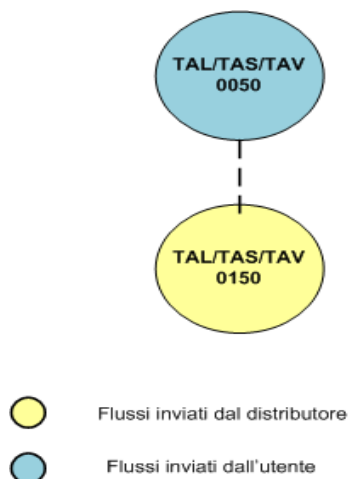 TAL/TAS/TAV
0050
TAL/TAS/TAV
0150
Flussi inviati dal distributore
Flussi inviati dall'utente